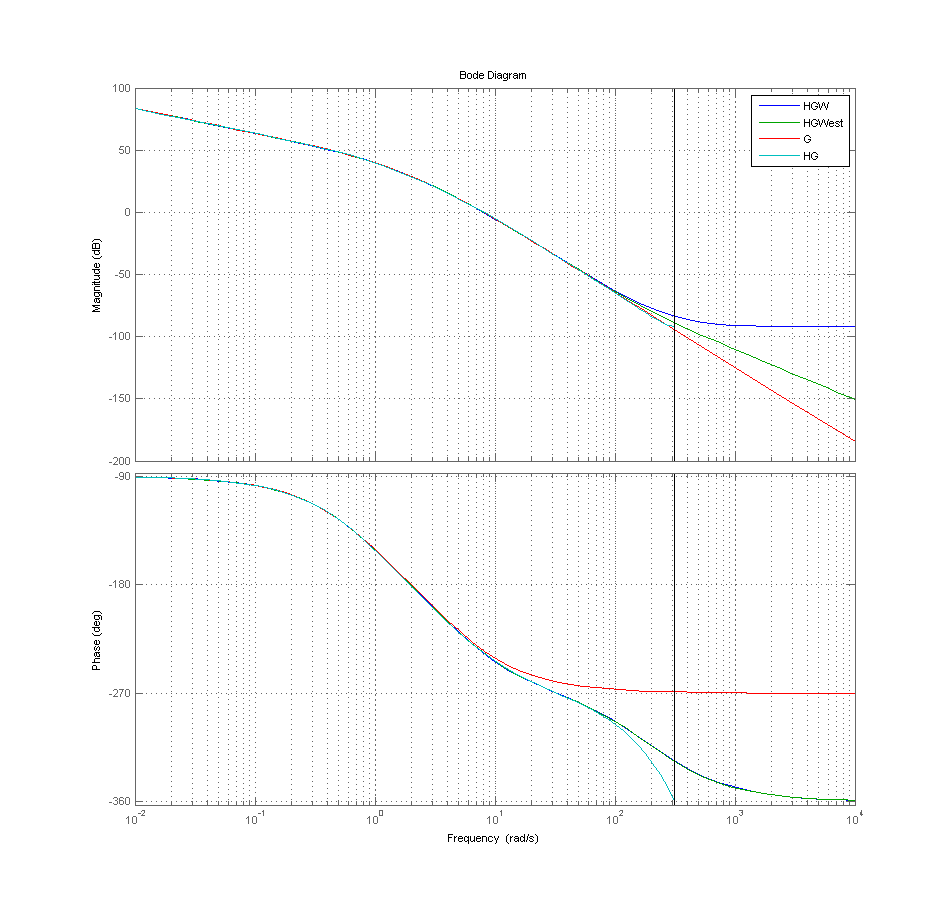 Bode Diagram
HGW
HGWest
G
HG
Magnitude (dB)
100
50
0
-50
-100
-150
-200
Phase (deg)
-90
-180
-270
-360
10^-2
10^-1
10^0
10^1
10^2
10^3
10^4
Frequency (rad/s)